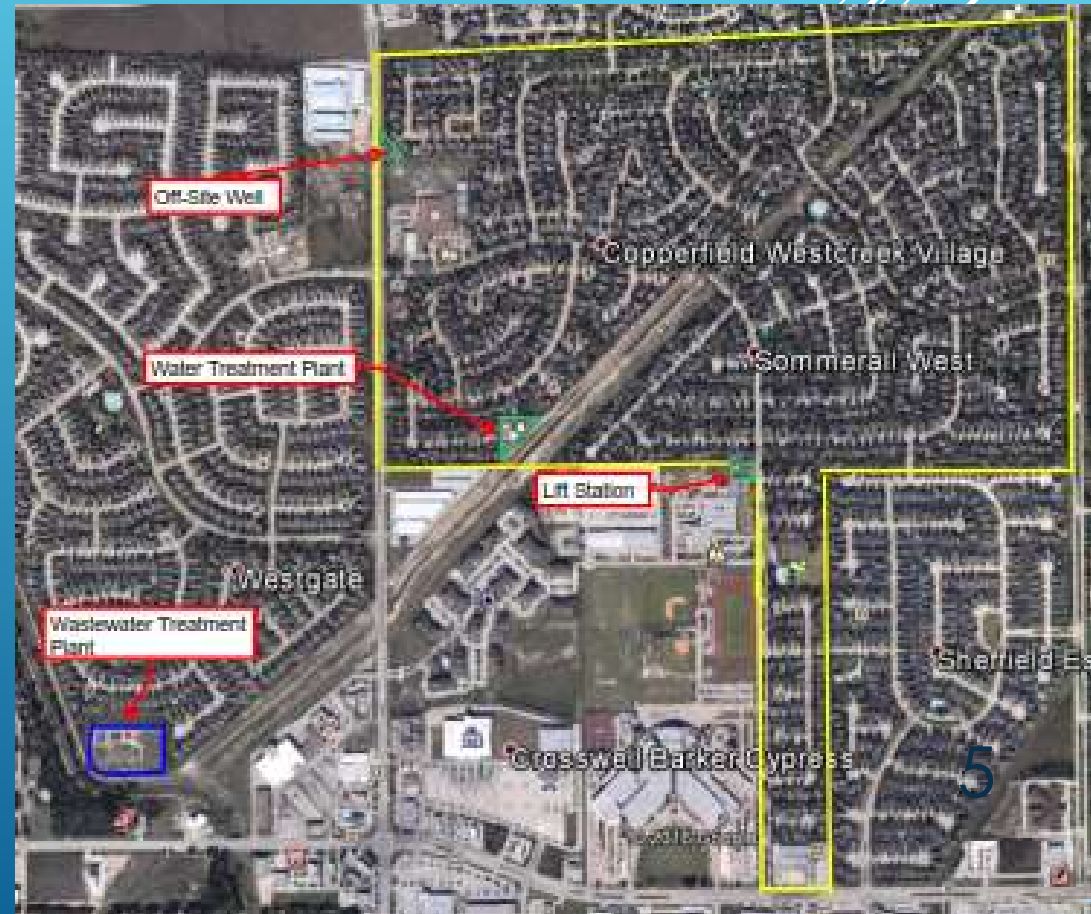 Off-Site Well
Copperfield Westcreek Village
Water Treatment Plant
Sommerall West
Lift Station
Westgate
Wastewater Treatment
Plant
Crosswell Barker Cypress
5